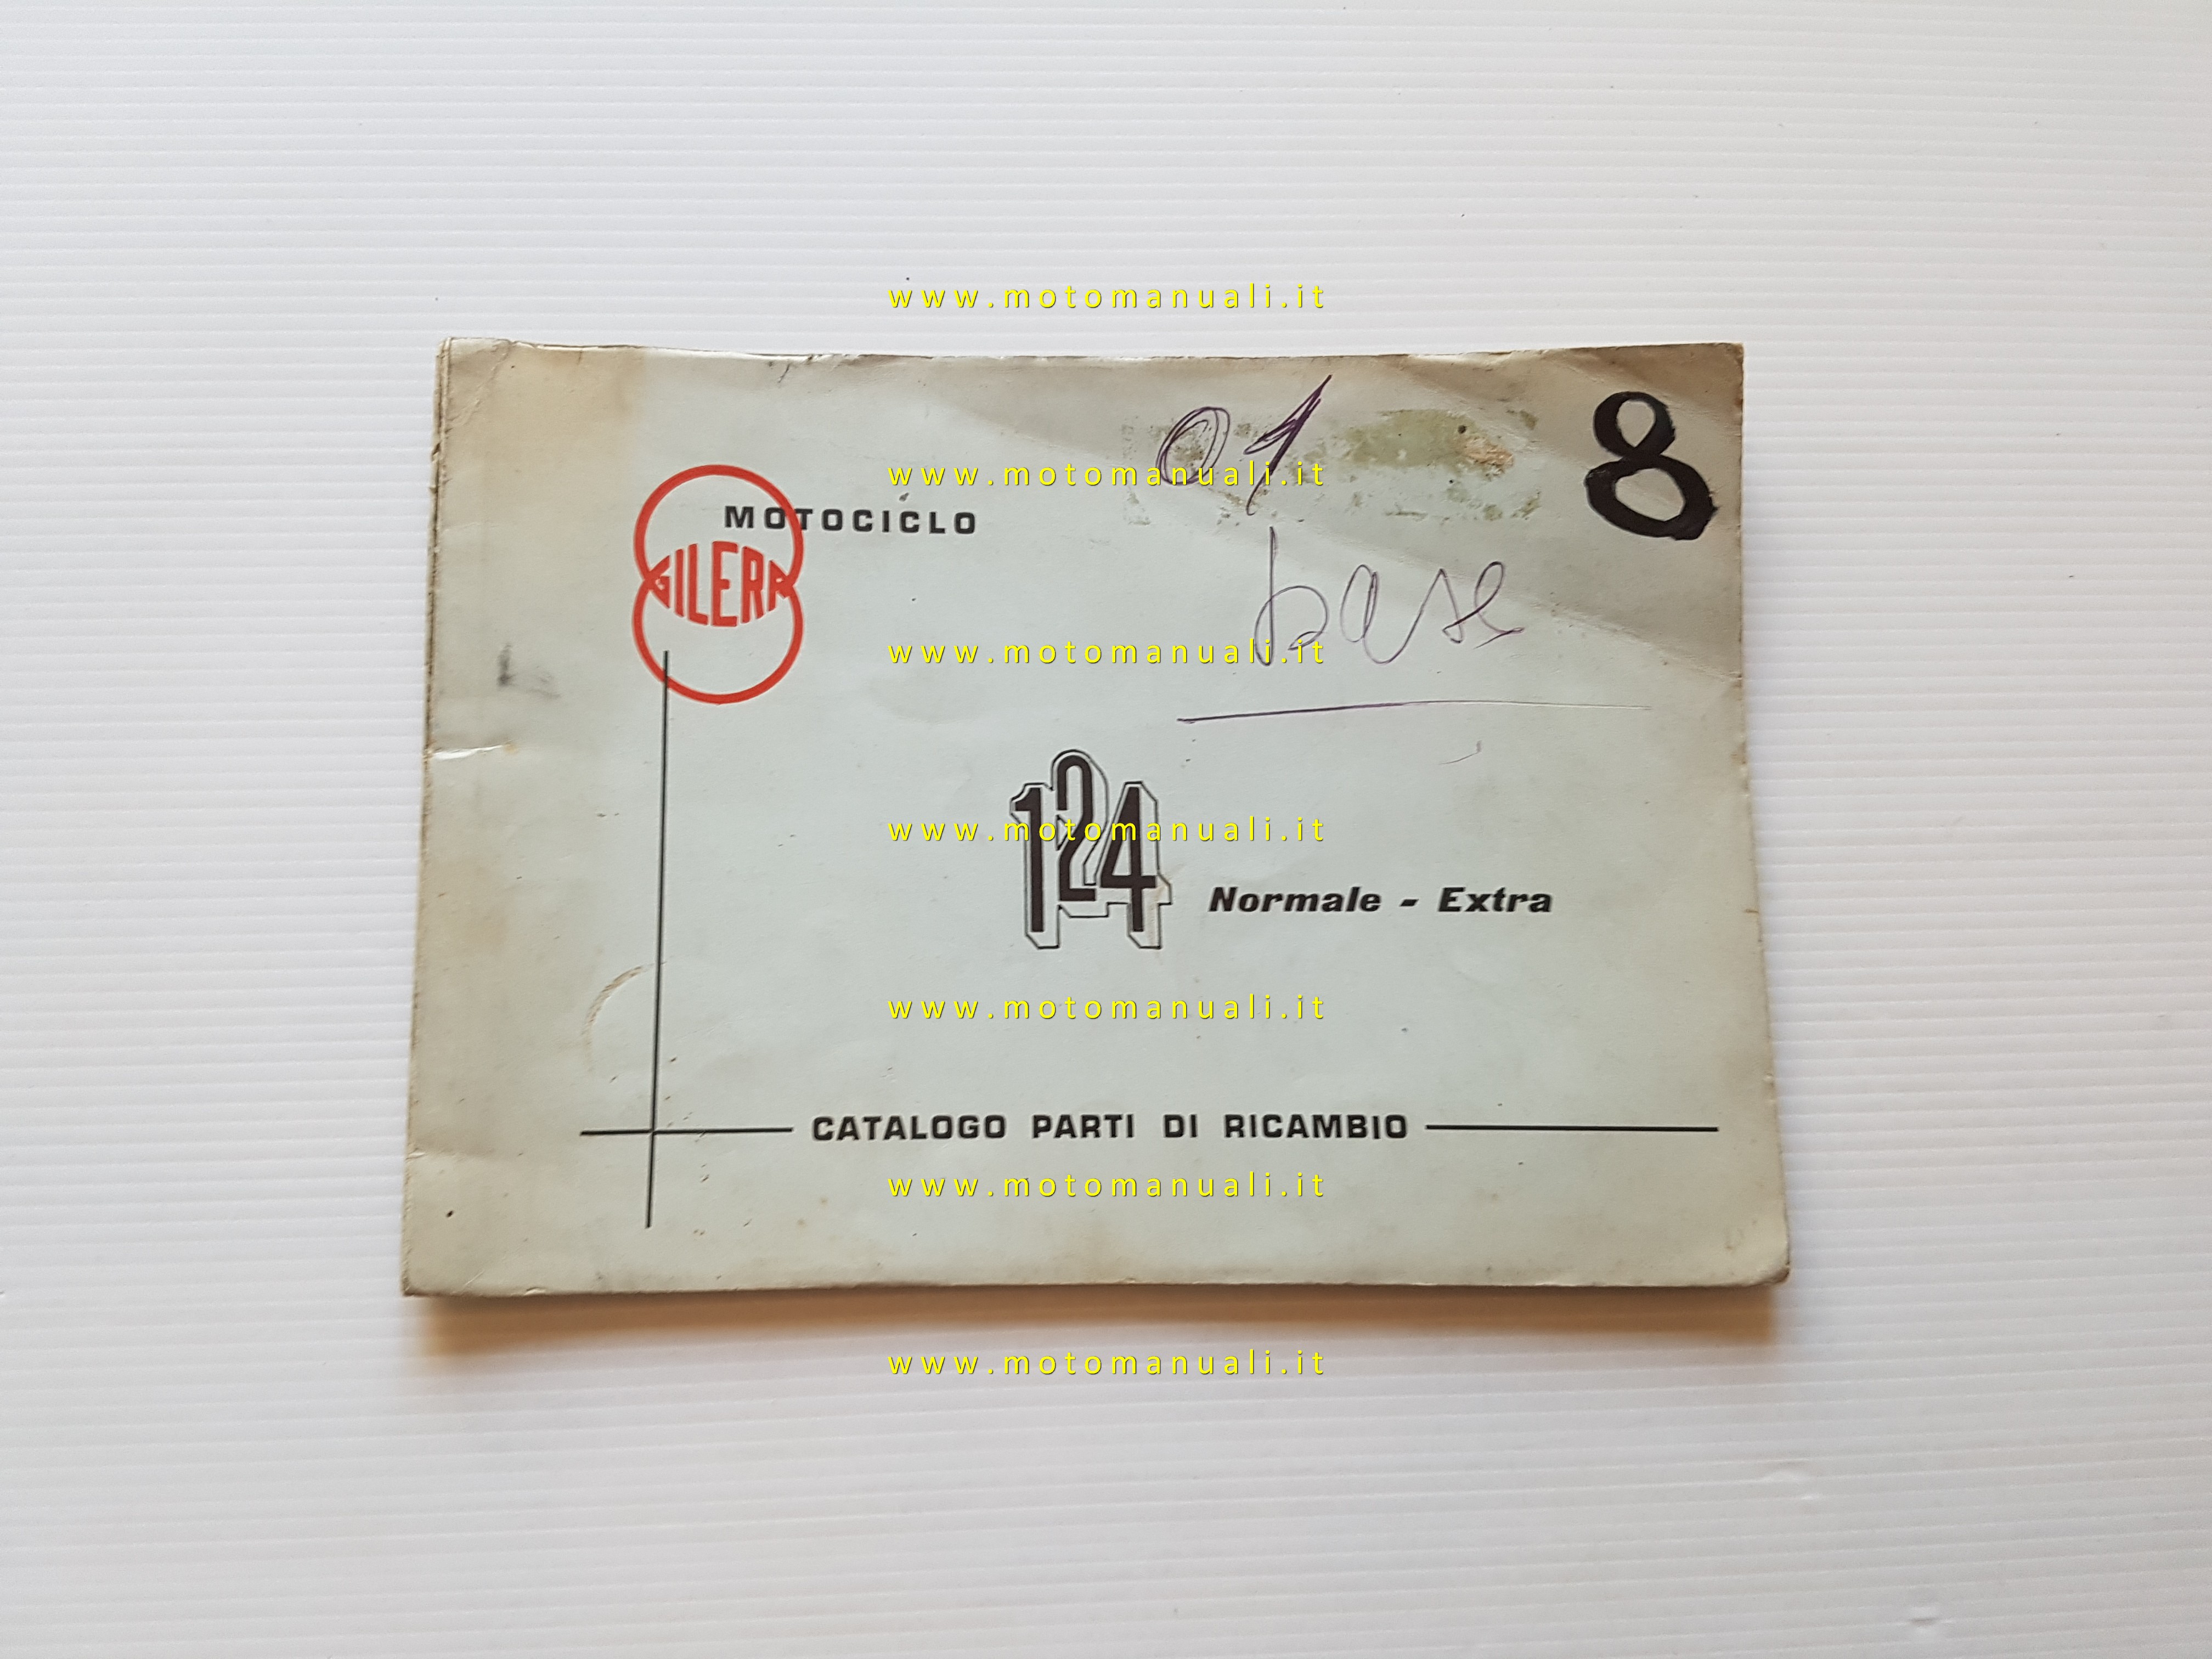 www.motomanuali.it
01
8
www.motomanuali.it
MOTOCICLO
GILERA
base
www.motomanuali.it
124
www.motomanuali.it
Normale - Extra
www.motomanuali.it
CATALOGO PARTI DI RICAMBIO
www.motomanuali.it
www.motomanuali.it